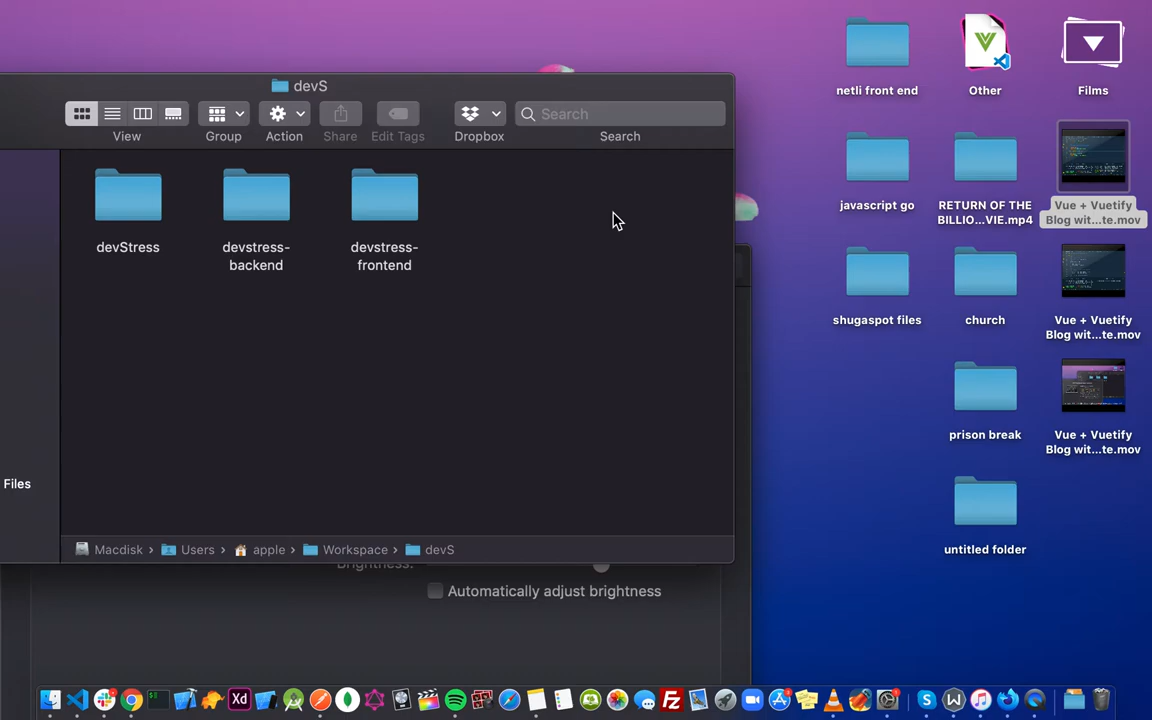 devS
View
Group
Action
Share
Edit Tags
Dropbox
Search
Search
devStress
devstress-
backend
devstress-
frontend
Files
Macdisk
Users
apple
Workspace
devS
Brightness:
Automatically adjust brightness
netli front end
Other
Films
javascript go
RETURN OF THE
BILLIO...VIE.mp4
Vue + Vuetify
Blog wit...te.mov
shugaspot files
church
Vue + Vuetify
Blog wit...te.mov
prison break
Vue + Vuetify
Blog wit...te.mov
untitled folder
Xd